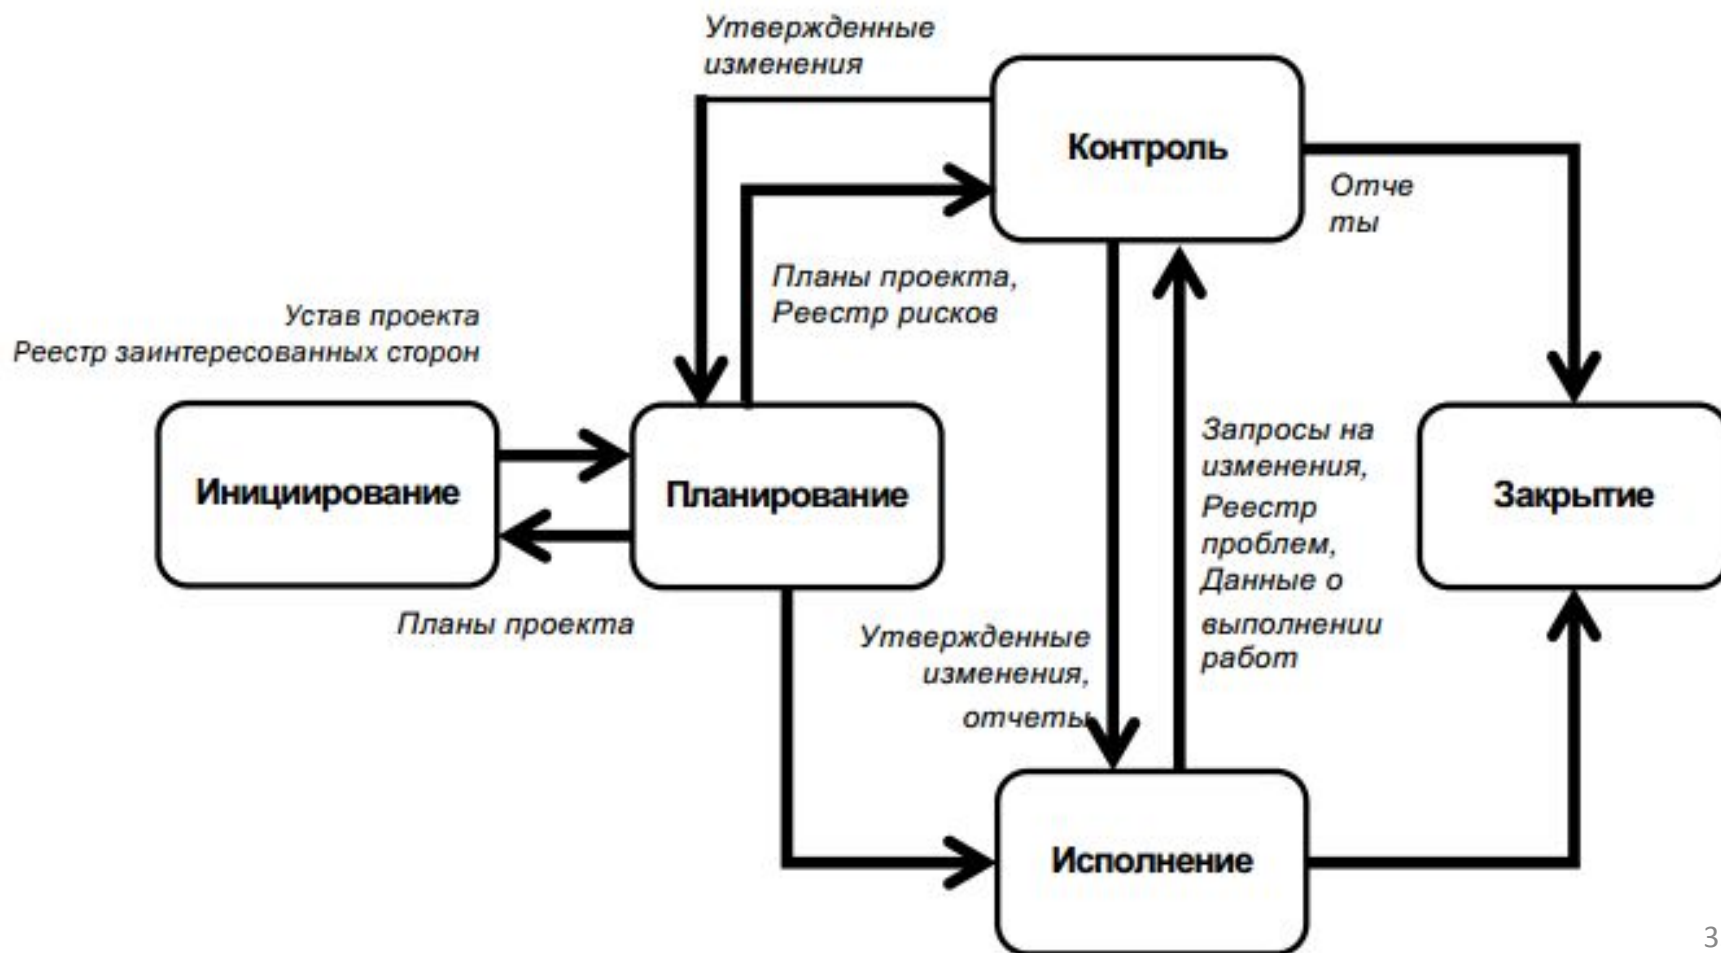 Утвержденные
изменения
Контроль
Отче
ты
Планы проекта,
Реестр рисков
Устав проекта
Реестр заинтересованных сторон
Инициирование
Планирование
Закрытие
Запросы на
изменения,
Реестр
проблем,
Данные о
выполнении
работ
Планы проекта
Утвержденные
изменения,
отчеты
Исполнение
3